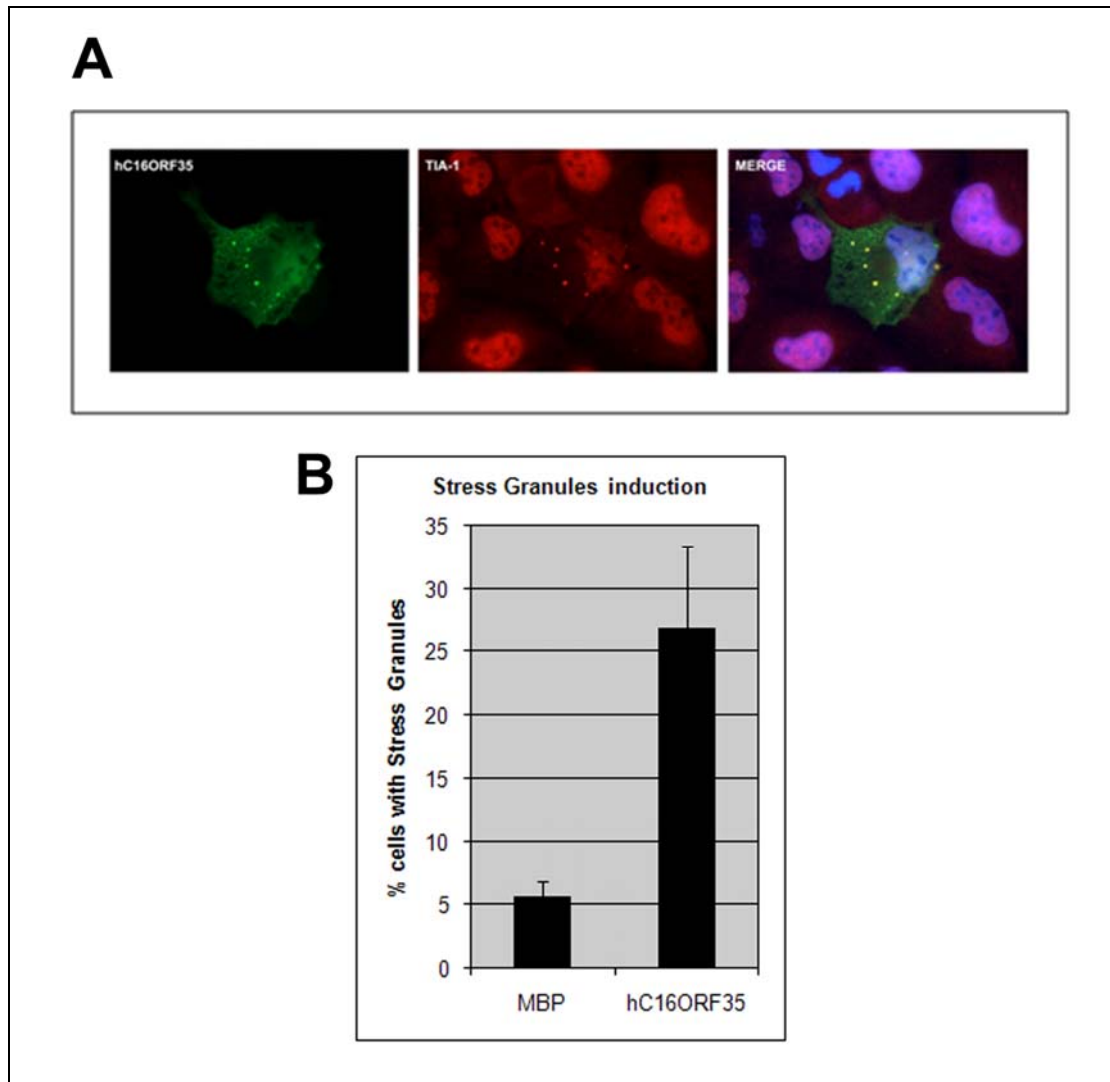 A
hC16ORF35
TIA-1
MERGE
B
Stress Granules induction
% cells with Stress Granules
35
30
25
20
15
10
5
0
MBP
hC16ORF35